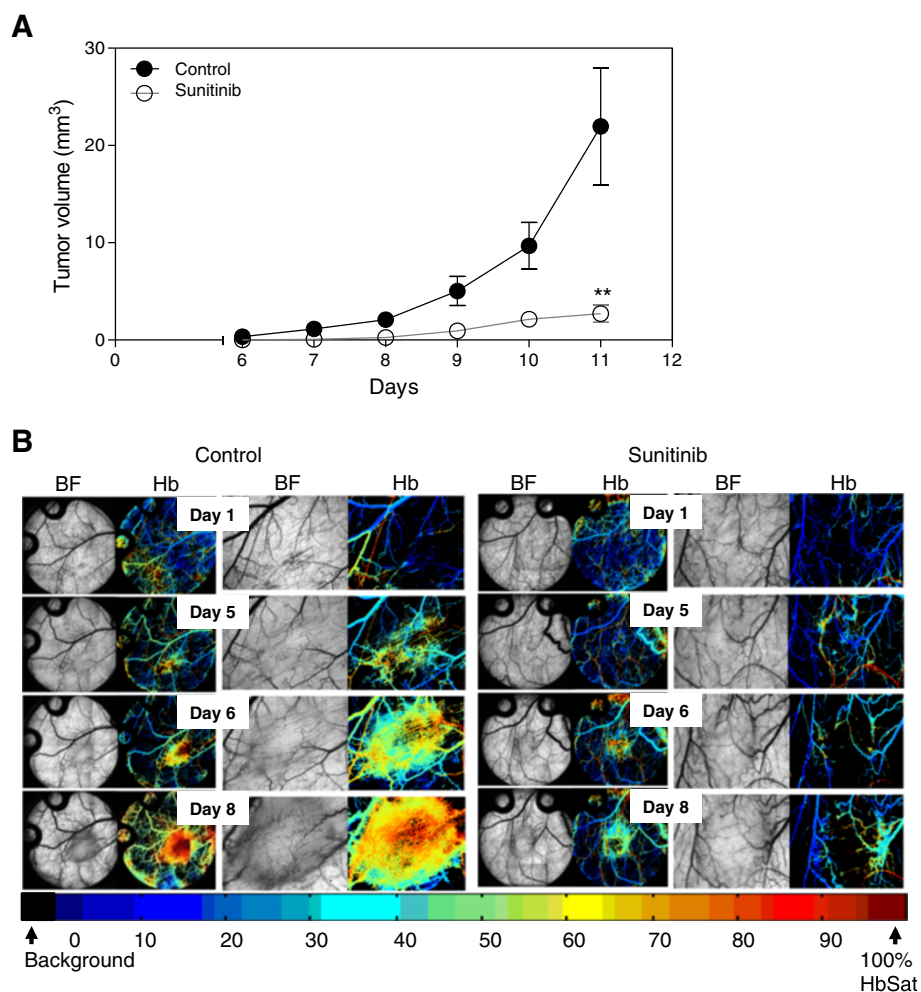 A
30
20
10
0
Tumor volume (mm³)
Control
Sunitinib
**
0 6 7 8 9 10 11 12
Days
B
Control Sunitinib
BF Hb BF Hb BF Hb BF Hb
Day 1 Day 1
Day 5 Day 5
Day 6 Day 6
Day 8 Day 8
0 10 20 30 40 50 60 70 80 90
Background 100%
HbSat